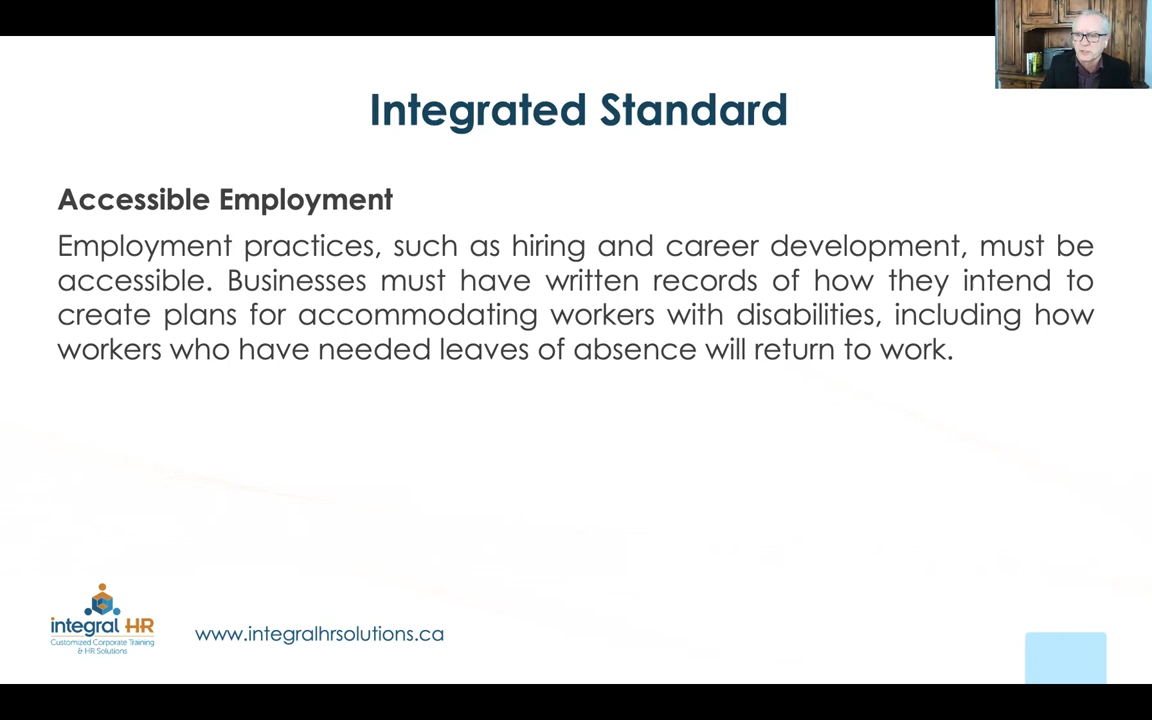 Integrated Standard
Accessible Employment
Employment practices, such as hiring and career development, must be
accessible. Businesses must have written records of how they intend to
create plans for accommodating workers with disabilities, including how
workers who have needed leaves of absence will return to work.
integral HR
Customized Corporate Training
& HR Solutions
www.integralhrsolutions.ca